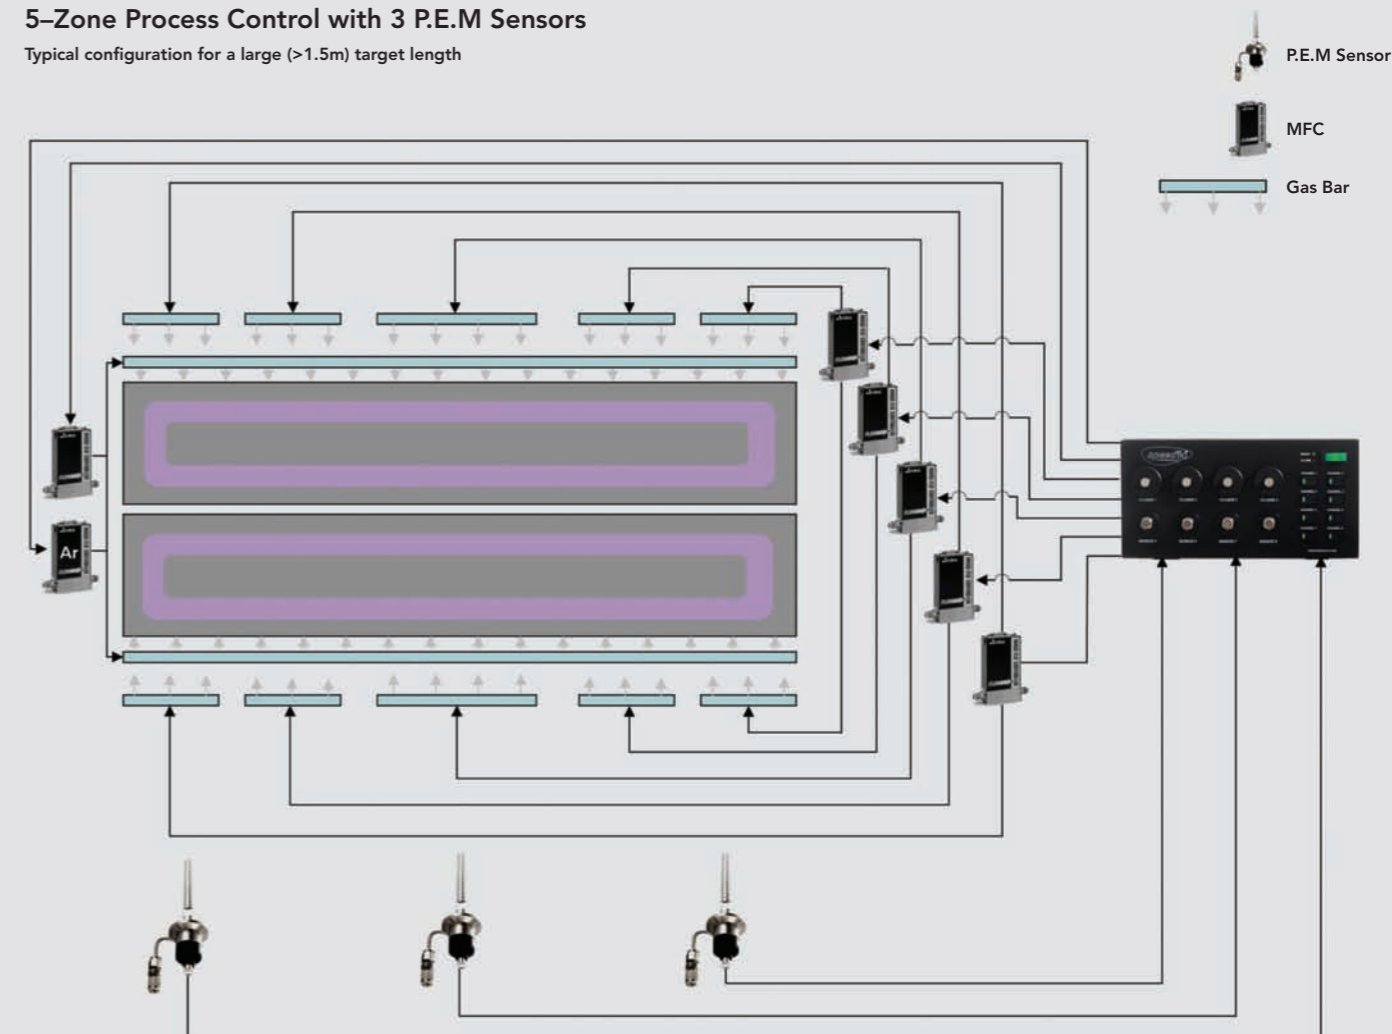 5–Zone Process Control with 3 P.E.M Sensors
Typical configuration for a large (>1.5m) target length
P.E.M Sensor
MFC
Gas Bar
Ar